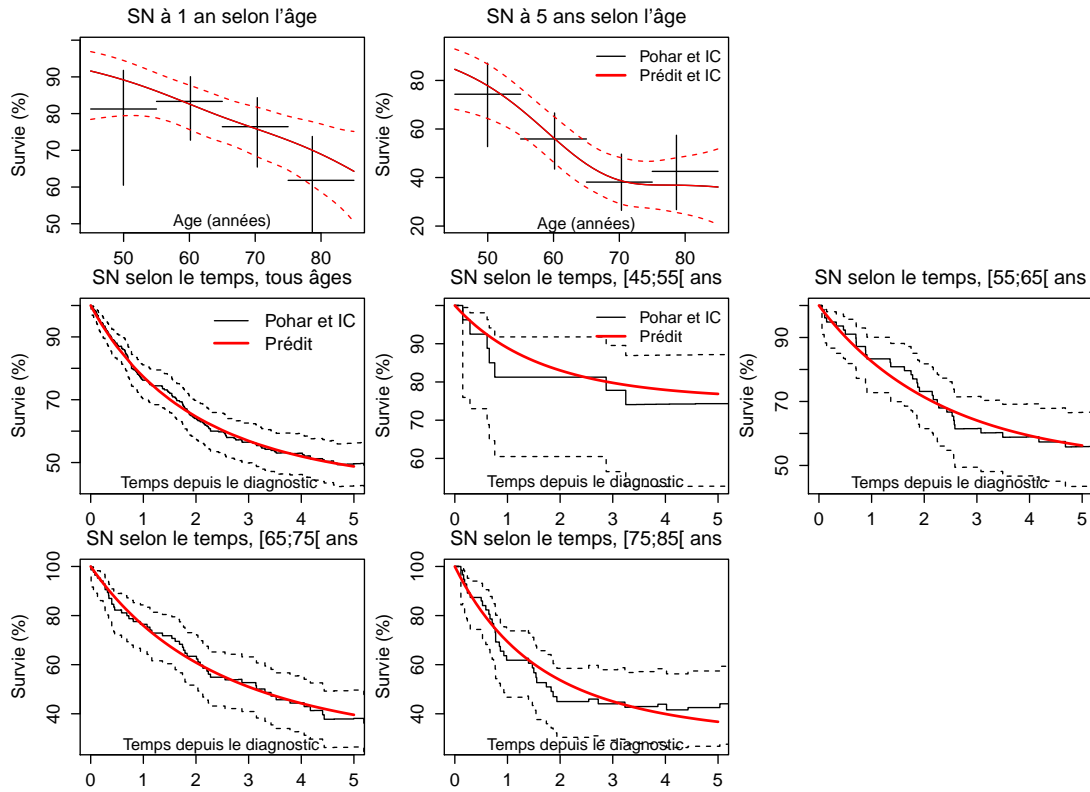 SN à 1 an selon l'âge
Survie (%)
50 60 70 80 90
Age (années)
50 60 70 80
SN à 5 ans selon l'âge
Pohar et IC
Prédit et IC
Survie (%)
20 40 60 80
Age (années)
50 60 70 80
SN selon le temps, tous âges
Pohar et IC
Prédit
Survie (%)
50 70 90
Temps depuis le diagnostic
0 1 2 3 4 5
SN selon le temps, [45;55[ ans
Pohar et IC
Prédit
Survie (%)
60 70 80 90
Temps depuis le diagnostic
0 1 2 3 4 5
SN selon le temps, [55;65[ ans
Survie (%)
50 70 90
Temps depuis le diagnostic
0 1 2 3 4 5
SN selon le temps, [65;75[ ans
Survie (%)
40 60 80 100
Temps depuis le diagnostic
0 1 2 3 4 5
SN selon le temps, [75;85[ ans
Survie (%)
40 60 80 100
Temps depuis le diagnostic
0 1 2 3 4 5